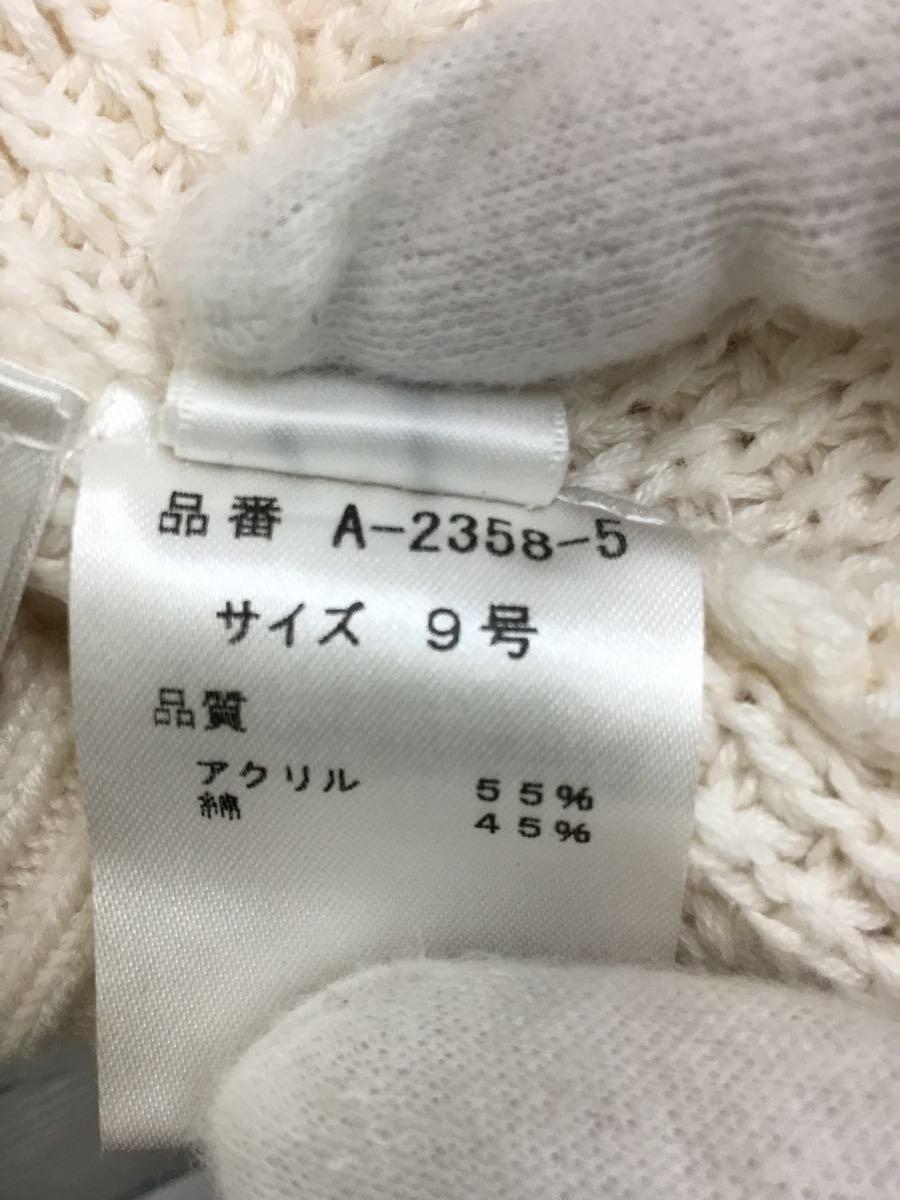 品番 A-2358-5
サイズ 9号
品質
アクリル 55%
綿 45%